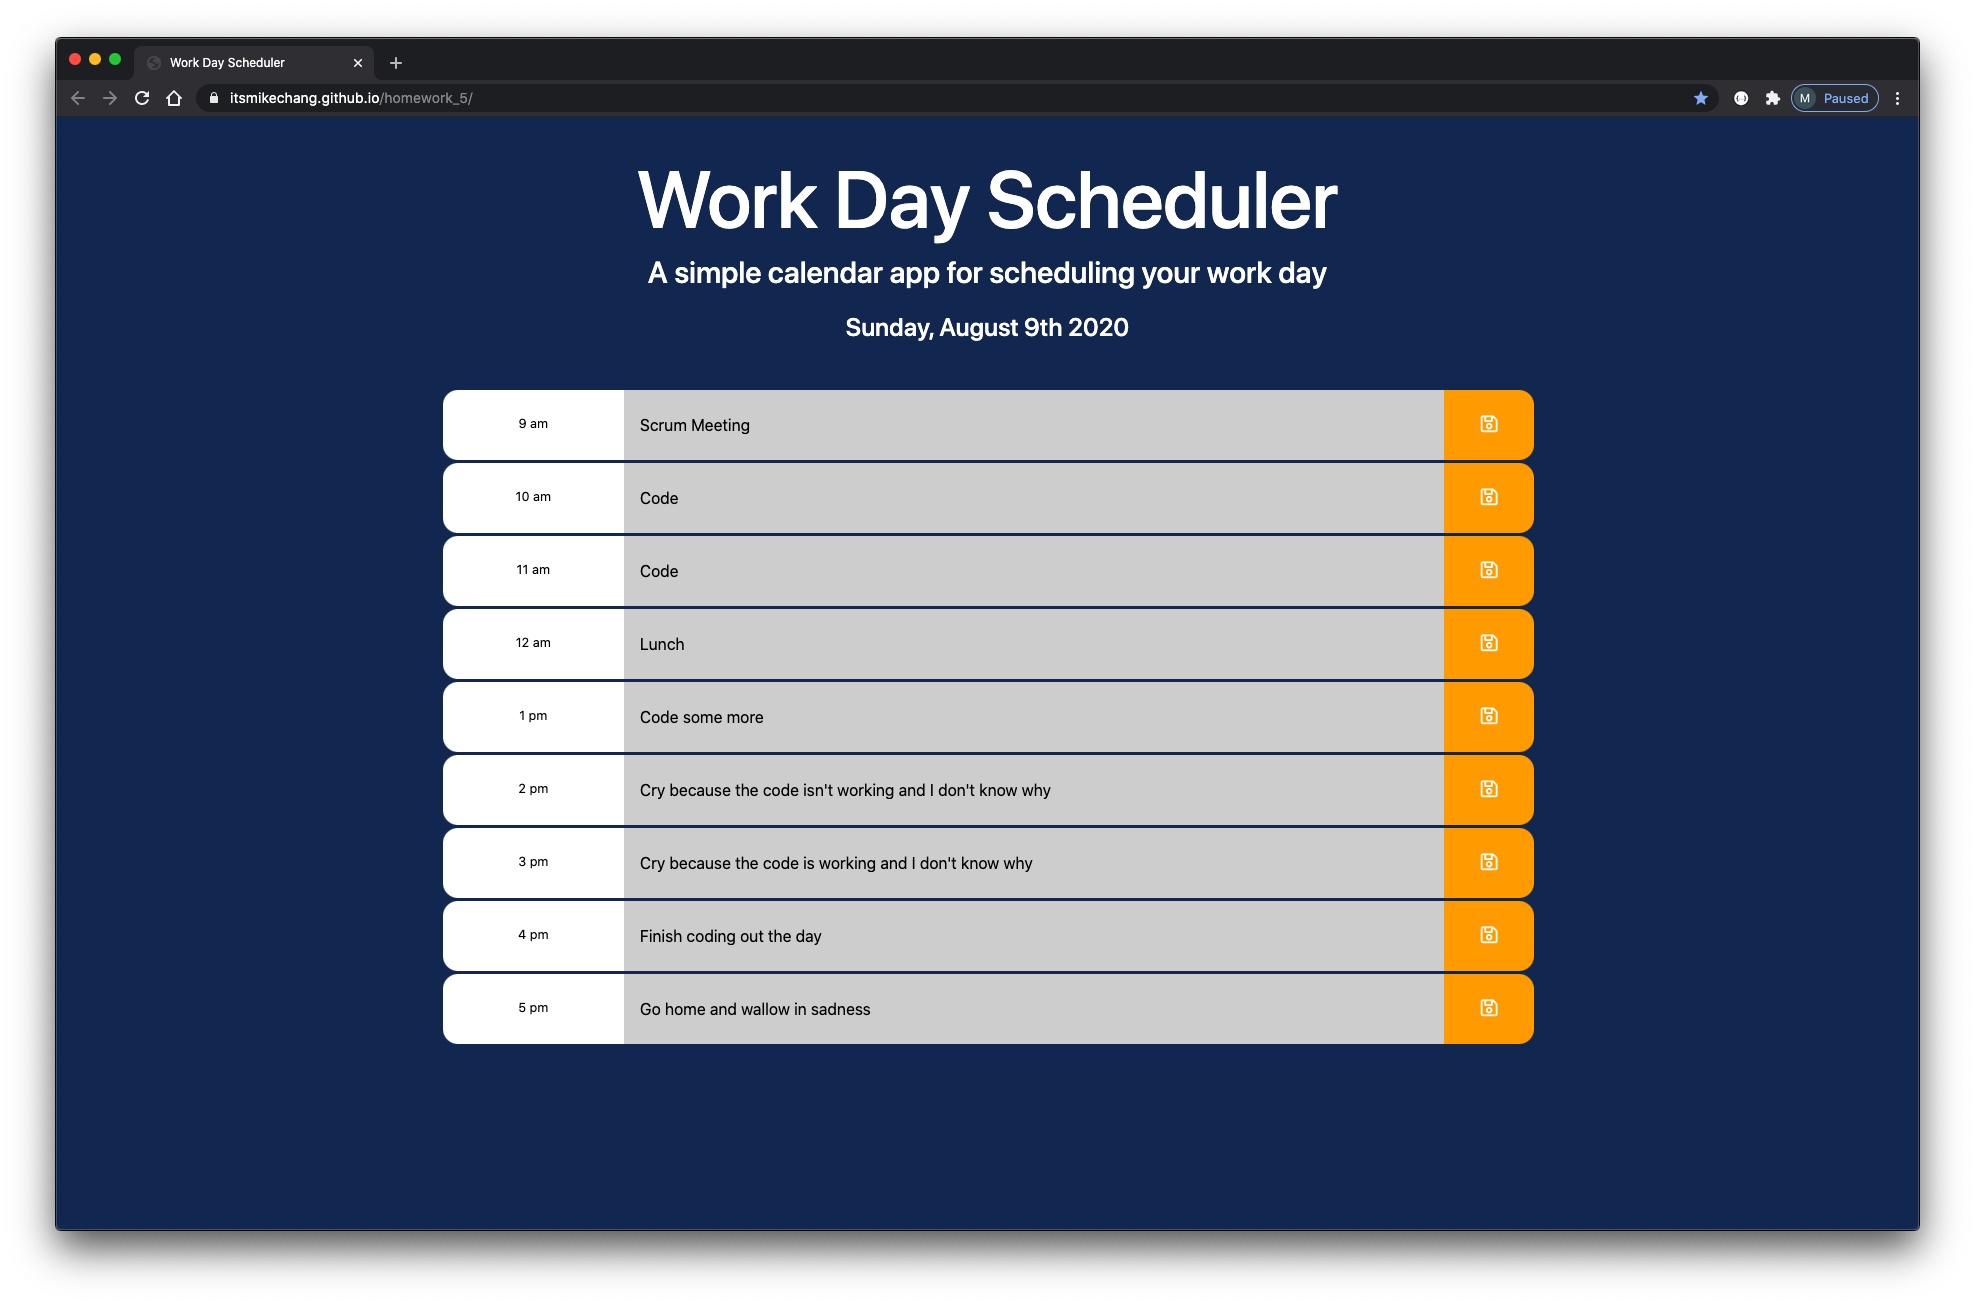 Work Day Scheduler
itsmikechang.github.io/homework_5/
M Paused
Work Day Scheduler
A simple calendar app for scheduling your work day
Sunday, August 9th 2020
9 am Scrum Meeting
10 am Code
11 am Code
12 am Lunch
1 pm Code some more
2 pm Cry because the code isn't working and I don't know why
3 pm Cry because the code is working and I don't know why
4 pm Finish coding out the day
5 pm Go home and wallow in sadness